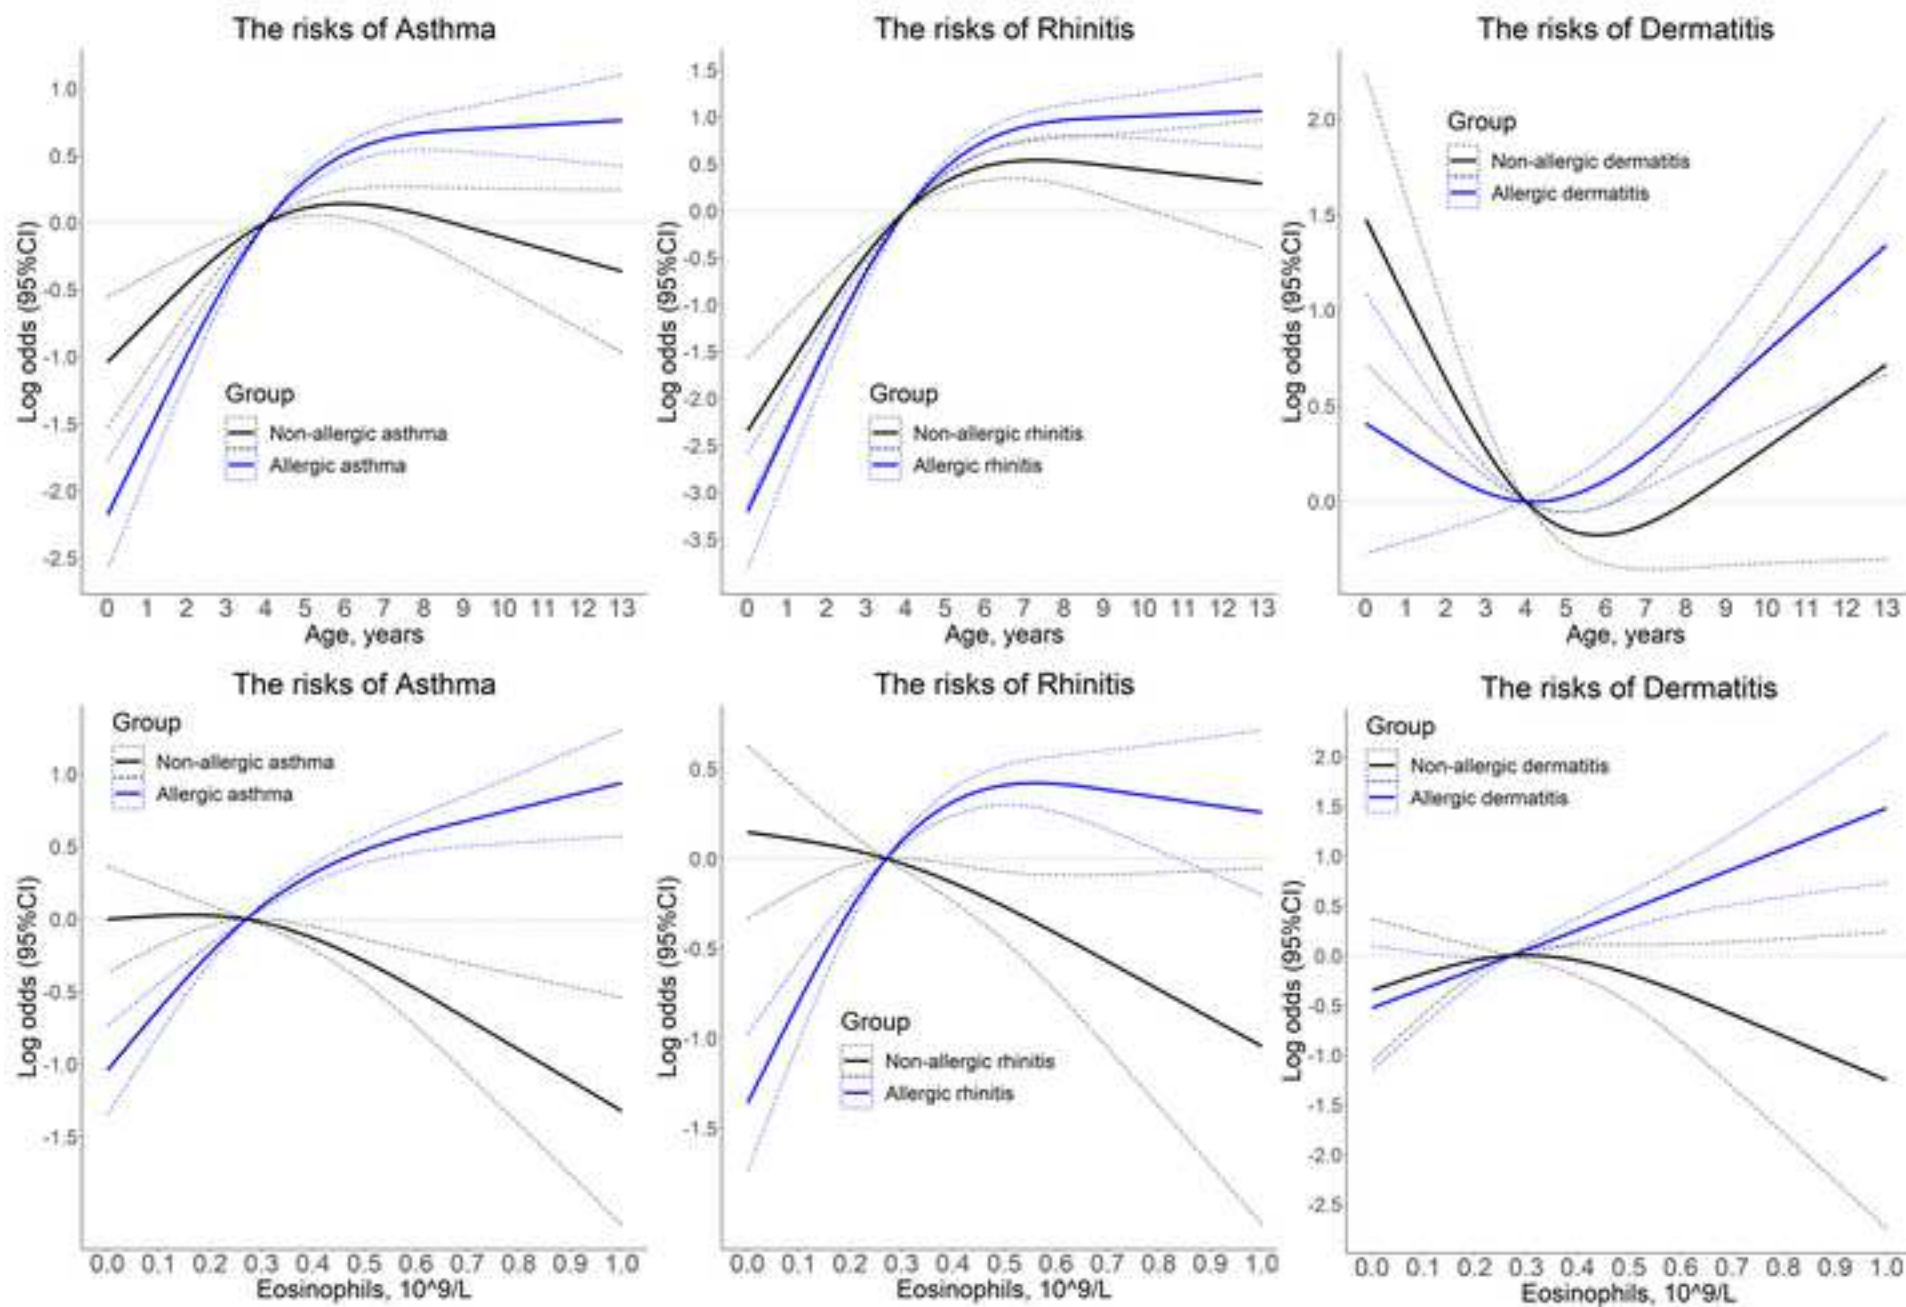 The risks of Asthma
1.0
0.5
0.0
-0.5
-1.0
-1.5
-2.0
-2.5
Log odds (95%CI)
Group
Non-allergic asthma
Allergic asthma
0 1 2 3 4 5 6 7 8 9 10 11 12 13
Age, years
The risks of Rhinitis
1.5
1.0
0.5
0.0
-0.5
-1.0
-1.5
-2.0
-2.5
-3.0
-3.5
Log odds (95%CI)
Group
Non-allergic rhinitis
Allergic rhinitis
0 1 2 3 4 5 6 7 8 9 10 11 12 13
Age, years
The risks of Dermatitis
2.0
1.5
1.0
0.5
0.0
Log odds (95%CI)
Group
Non-allergic dermatitis
Allergic dermatitis
0 1 2 3 4 5 6 7 8 9 10 11 12 13
Age, years
The risks of Asthma
Group
Non-allergic asthma
Allergic asthma
1.0
0.5
0.0
-0.5
-1.0
-1.5
Log odds (95%CI)
0.0 0.1 0.2 0.3 0.4 0.5 0.6 0.7 0.8 0.9 1.0
Eosinophils, 10^9/L
The risks of Rhinitis
0.5
0.0
-0.5
-1.0
-1.5
Log odds (95%CI)
Group
Non-allergic rhinitis
Allergic rhinitis
0.0 0.1 0.2 0.3 0.4 0.5 0.6 0.7 0.8 0.9 1.0
Eosinophils, 10^9/L
The risks of Dermatitis
Group
Non-allergic dermatitis
Allergic dermatitis
2.0
1.5
1.0
0.5
0.0
-0.5
-1.0
-1.5
-2.0
-2.5
Log odds (95%CI)
0.0 0.1 0.2 0.3 0.4 0.5 0.6 0.7 0.8 0.9 1.0
Eosinophils, 10^9/L